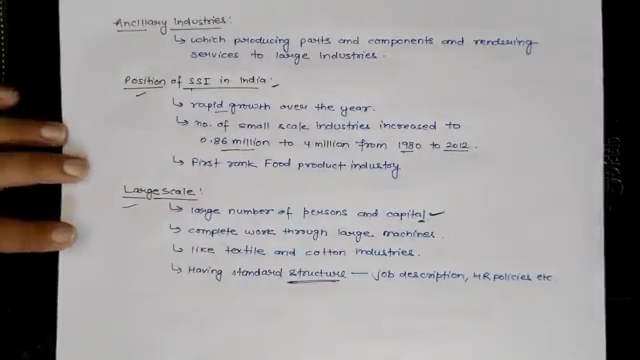 Ancillary Industries:
↳ which producing parts and components and rendering
services to large Industries.
Position of SSI in India:
↳ rapid growth over the year.
↳ no. of small scale industries increased to
0.86 million to 4 million from 1980 to 2012.
↳ First rank Food product industry
Large scale:
↳ large number of persons and capital
↳ complete work through large machines.
↳ like textile and cotton industries.
↳ Having standard structure — job description, HR policies etc